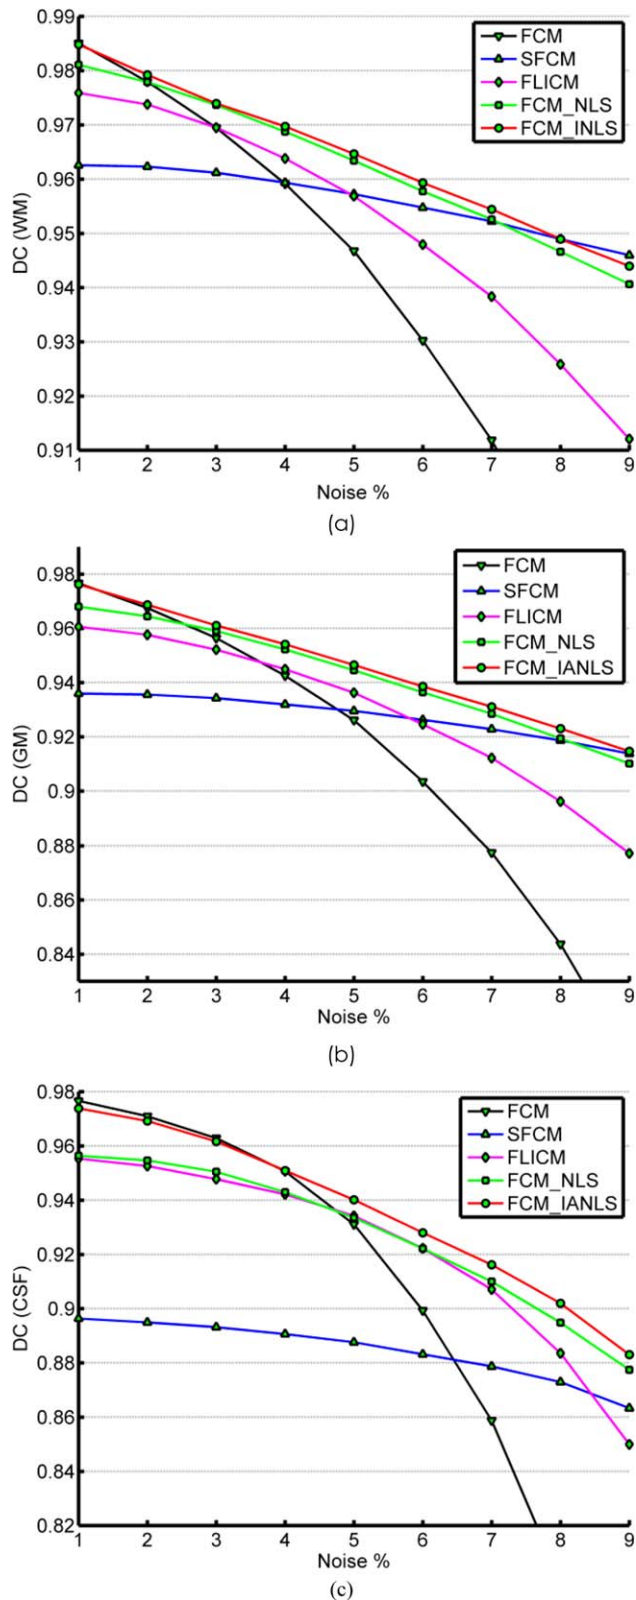 0.99
0.98
0.97
0.96
0.95
0.94
0.93
0.92
0.91
DC (WM)
FCM
SFCM
FLICM
FCM_NLS
FCM_INLS
1 2 3 4 5 6 7 8 9
Noise %
(a)
0.98
0.96
0.94
0.92
0.9
0.88
0.86
0.84
DC (GM)
FCM
SFCM
FLICM
FCM_NLS
FCM_IANLS
1 2 3 4 5 6 7 8 9
Noise %
(b)
0.98
0.96
0.94
0.92
0.9
0.88
0.86
0.84
0.82
DC (CSF)
FCM
SFCM
FLICM
FCM_NLS
FCM_IANLS
1 2 3 4 5 6 7 8 9
Noise %
(c)